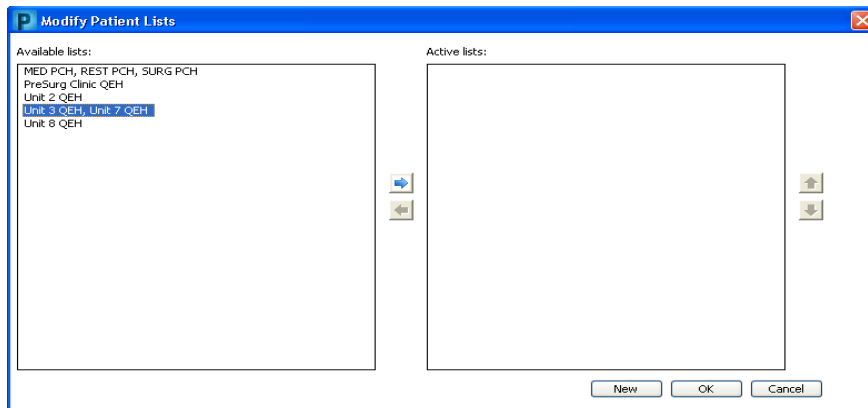 P Modify Patient Lists
Available lists:
Active lists:
MED PCH, REST PCH, SURG PCH
PreSurg Clinic QEH
Unit 2 QEH
Unit 3 QEH, Unit 7 QEH
Unit 8 QEH
New
OK
Cancel